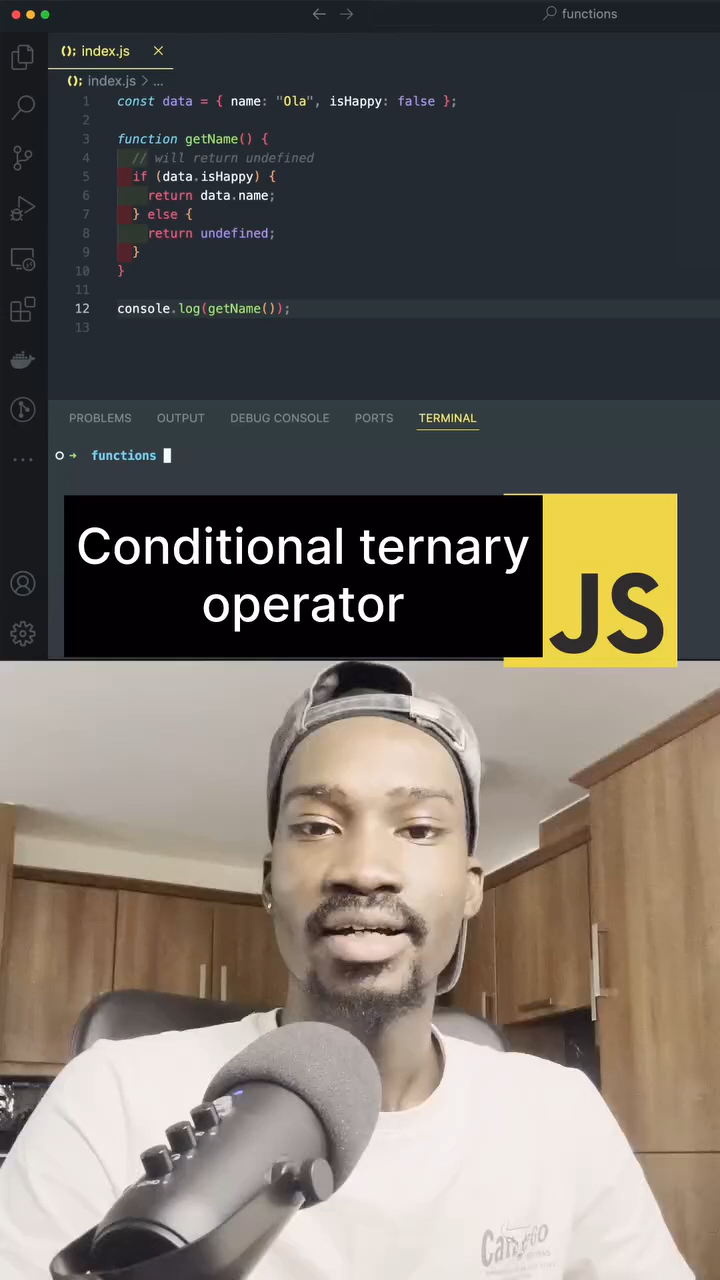 functions
(); index.js ×
(); index.js > ...
1 const data = { name: "Ola", isHappy: false };
2
3 function getName() {
4 // will return undefined
5 if (data.isHappy) {
6 return data.name;
7 } else {
8 return undefined;
9 }
10 }
11
12 console.log(getName());
13
PROBLEMS OUTPUT DEBUG CONSOLE PORTS TERMINAL
functions
Conditional ternary
operator
JS